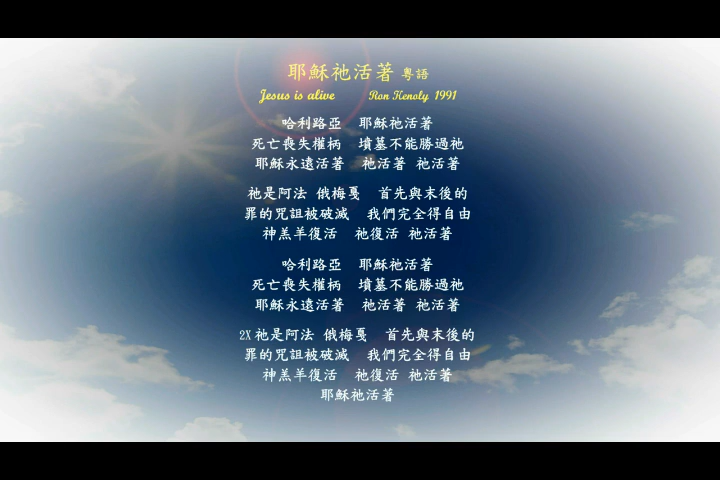 耶穌祂活著 粵語
Jesus is alive Ron Kenoly 1991
哈利路亞 耶穌祂活著
死亡喪失權柄 墳墓不能勝過祂
耶穌永遠活著 祂活著 祂活著
祂是阿法 俄梅戛 首先與末後的
罪的咒詛被破滅 我們完全得自由
神羔羊復活 祂復活 祂活著
哈利路亞 耶穌祂活著
死亡喪失權柄 墳墓不能勝過祂
耶穌永遠活著 祂活著 祂活著
2X 祂是阿法 俄梅戛 首先與末後的
罪的咒詛被破滅 我們完全得自由
神羔羊復活 祂復活 祂活著
耶穌祂活著